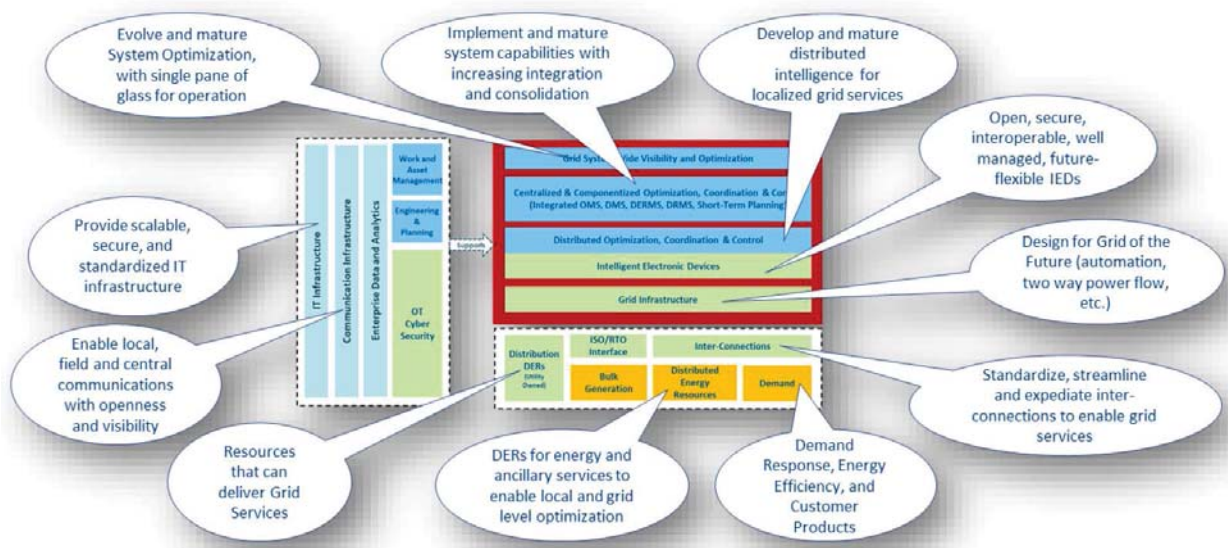 Evolve and mature
System Optimization,
with single pane of
glass for operation
Implement and mature
system capabilities with
increasing integration
and consolidation
Develop and mature
distributed
intelligence for
localized grid services
Open, secure,
interoperable, well
managed, future-
flexible IEDs
Provide scalable,
secure, and
standardized IT
infrastructure
Design for Grid of the
Future (automation,
two way power flow,
etc.)
Enable local,
field and central
communications
with openness
and visibility
Standardize, streamline
and expediate inter-
connections to enable grid
services
Resources
that can
deliver Grid
Services
DERs for energy and
ancillary services to
enable local and grid
level optimization
Demand
Response, Energy
Efficiency, and
Customer
Products
IT Infrastructure
Communication Infrastructure
Enterprise Data and Analytics
Work and
Asset
Management
Engineering
&
Planning
OT
Cyber
Security
Supports
Grid System Wide Visibility and Optimization
Centralized & Componentized Optimization, Coordination & Con
(Integrated OMS, DMS, DERMS, DRMS, Short-Term Planning)
Distributed Optimization, Coordination & Control
Intelligent Electronic Devices
Grid Infrastructure
Distribution
DERs
(Utility
Owned)
ISO/RTO
Interface
Inter-Connections
Bulk
Generation
Distributed
Energy
Resources
Demand